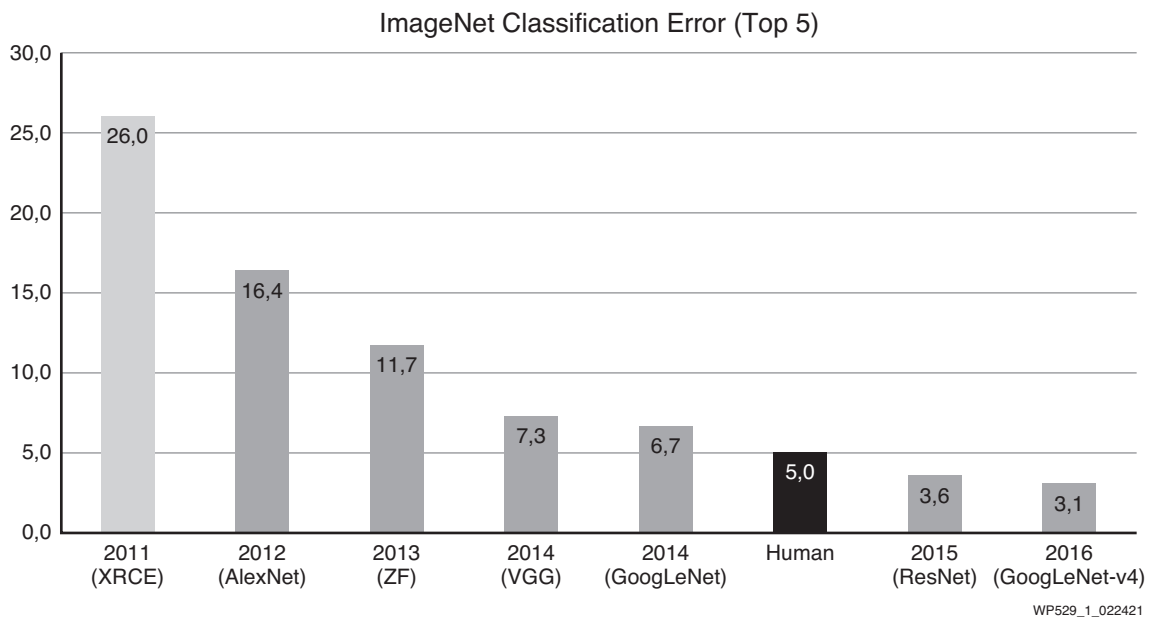 ImageNet Classification Error (Top 5)
30,0
25,0
20,0
15,0
10,0
5,0
0,0
26,0
16,4
11,7
7,3
6,7
5,0
3,6
3,1
2011
(XRCE)
2012
(AlexNet)
2013
(ZF)
2014
(VGG)
2014
(GoogLeNet)
Human
2015
(ResNet)
2016
(GoogLeNet-v4)
WP529_1_022421